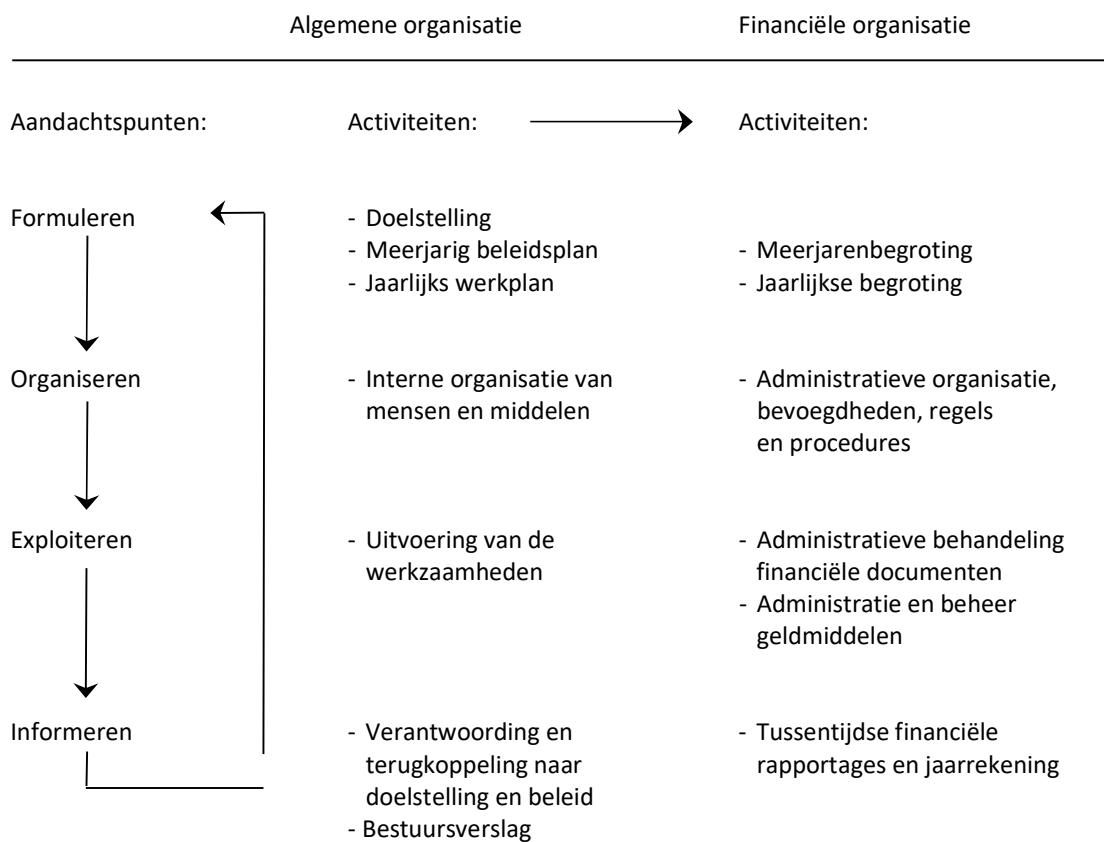 Algemene organisatie Financiële organisatie
Aandachtspunten: Activiteiten: Activiteiten:
Formuleren - Doelstelling
- Meerjarig beleidsplan - Meerjarenbegroting
- Jaarlijks werkplan - Jaarlijkse begroting
Organiseren - Interne organisatie van - Administratieve organisatie,
mensen en middelen bevoegdheden, regels
en procedures
Exploiteren - Uitvoering van de - Administratieve behandeling
werkzaamheden financiële documenten
- Administratie en beheer
geldmiddelen
Informeren - Verantwoording en - Tussentijdse financiële
terugkoppeling naar rapportages en jaarrekening
doelstelling en beleid
- Bestuursverslag